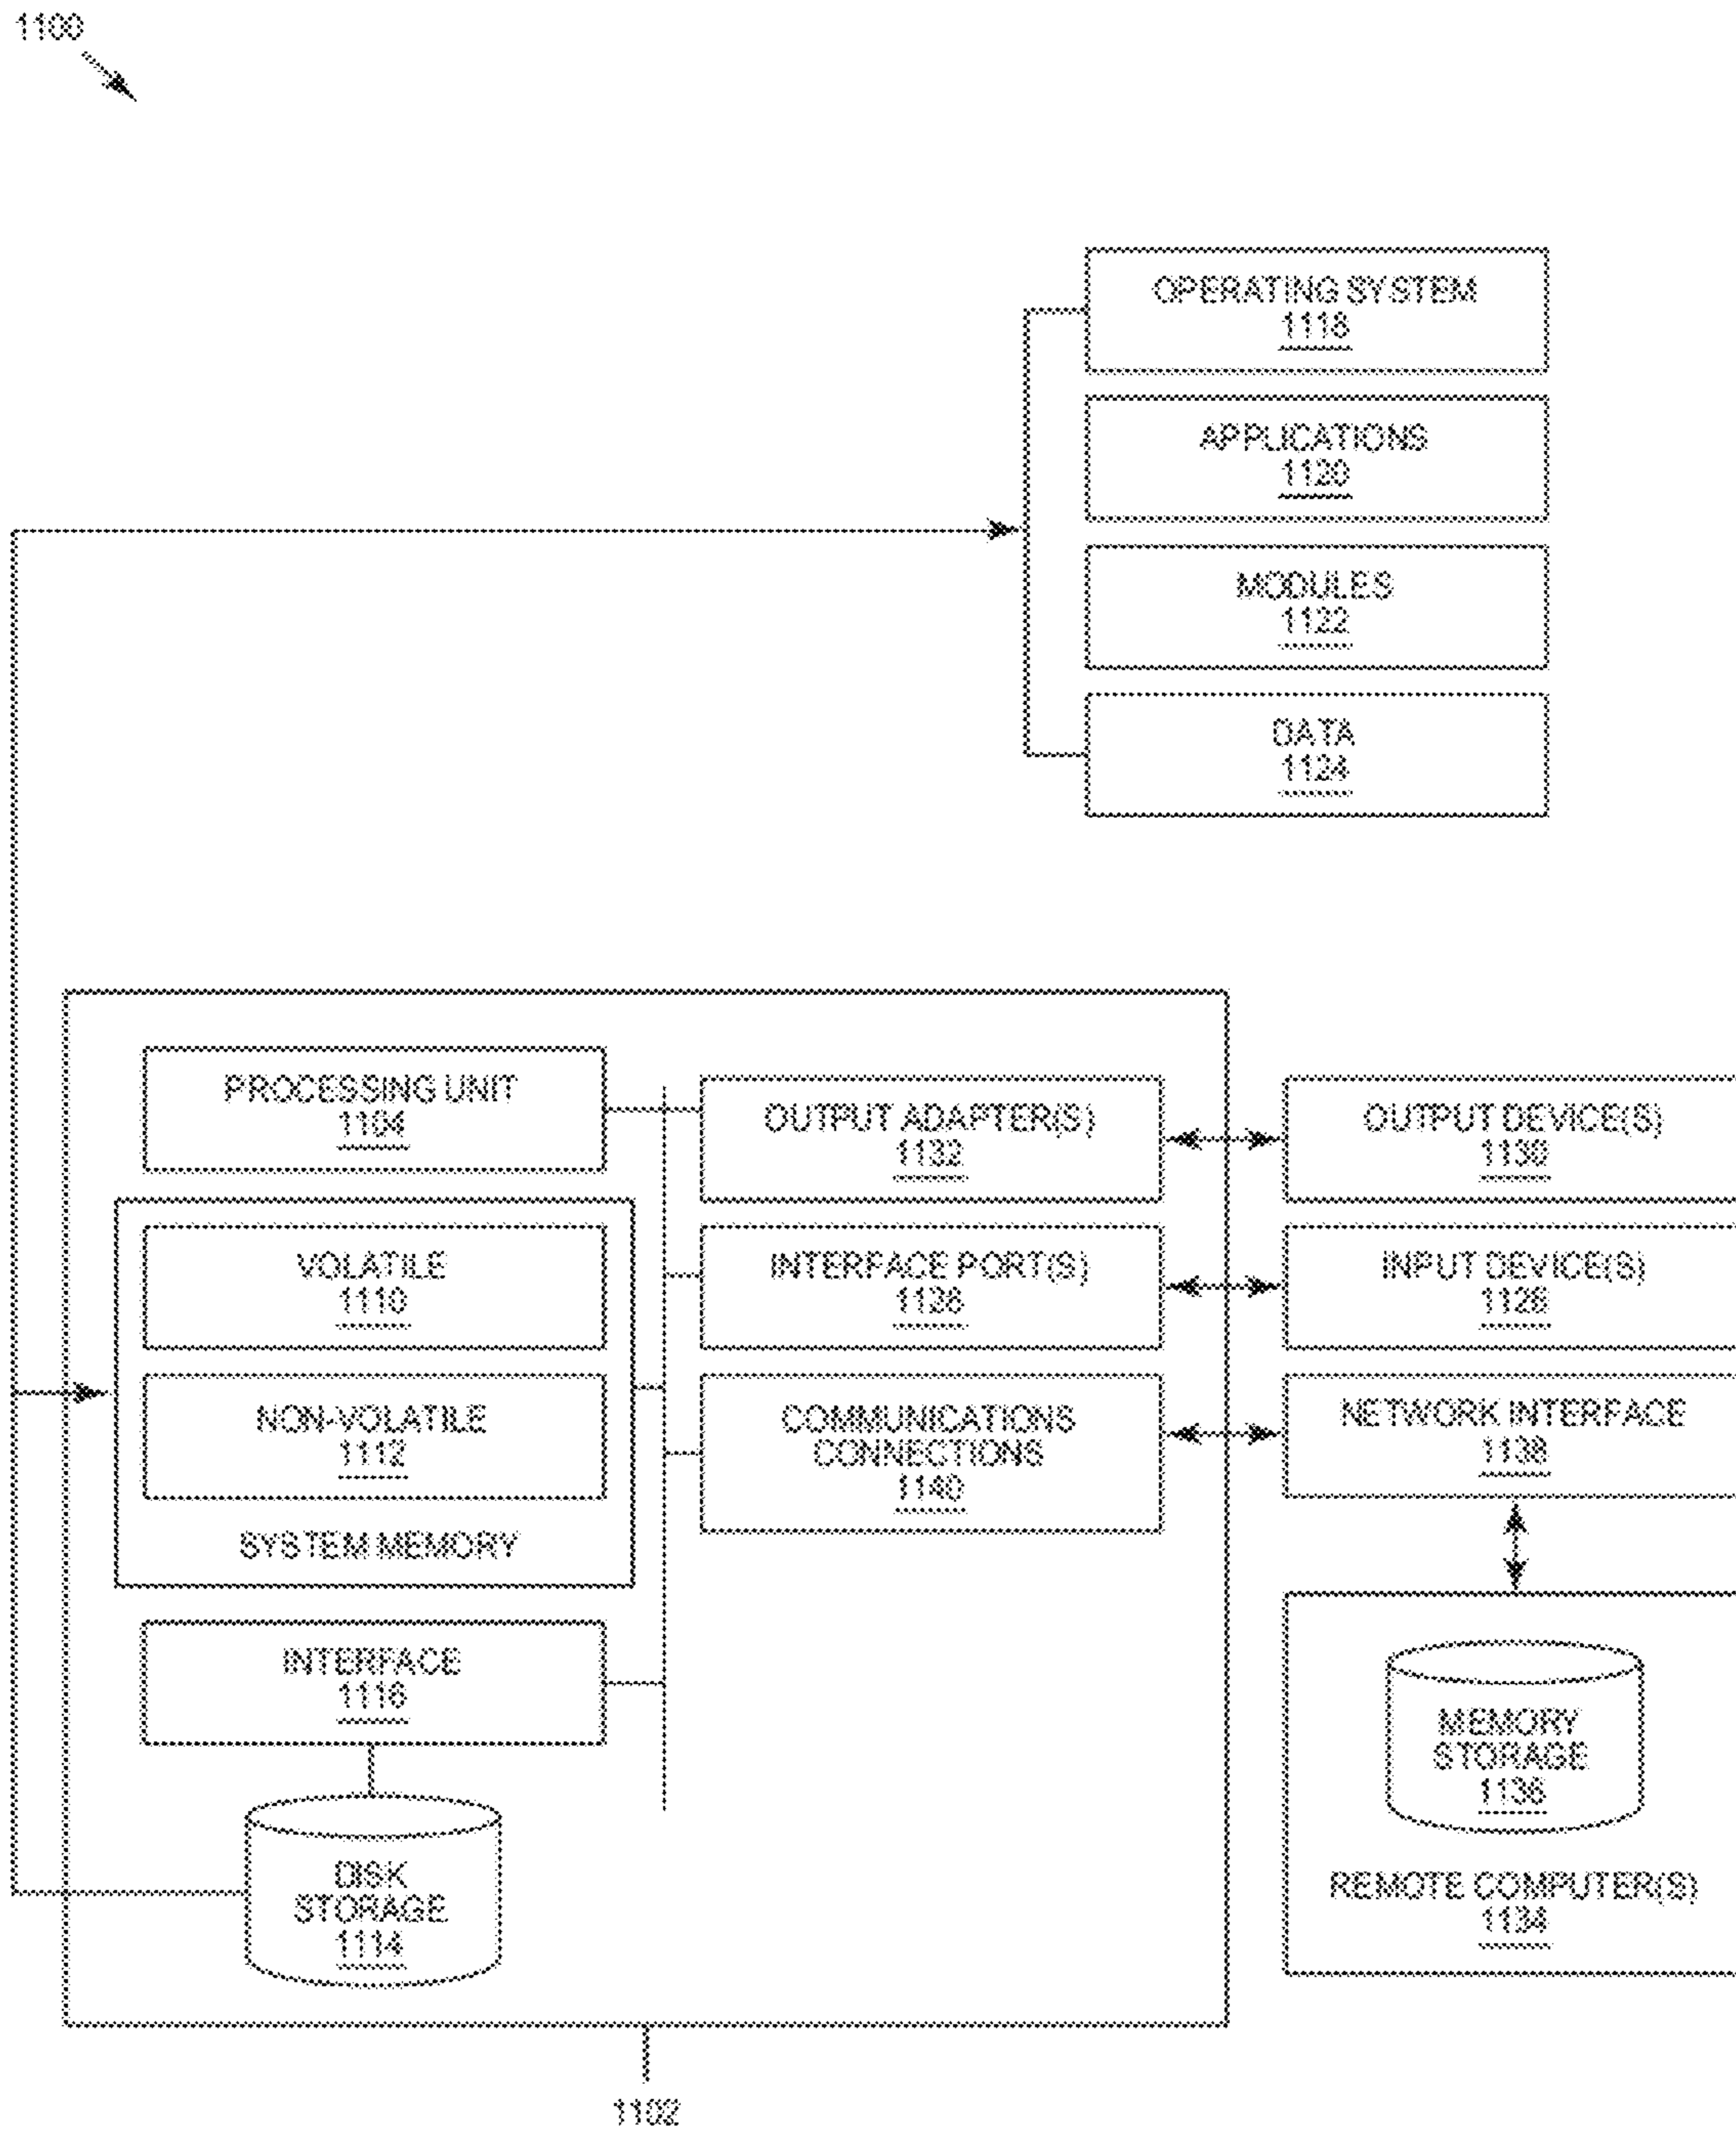 1100
OPERATING SYSTEM
1118
APPLICATIONS
1120
MODULES
1122
DATA
1124
PROCESSING UNIT
1104
VOLATILE
1110
NON-VOLATILE
1112
SYSTEM MEMORY
INTERFACE
1116
DISK
STORAGE
1114
OUTPUT ADAPTER(S)
1132
INTERFACE PORT(S)
1126
COMMUNICATIONS
CONNECTIONS
1140
OUTPUT DEVICE(S)
1130
INPUT DEVICE(S)
1128
NETWORK INTERFACE
1138
MEMORY
STORAGE
1136
REMOTE COMPUTER(S)
1134
1102